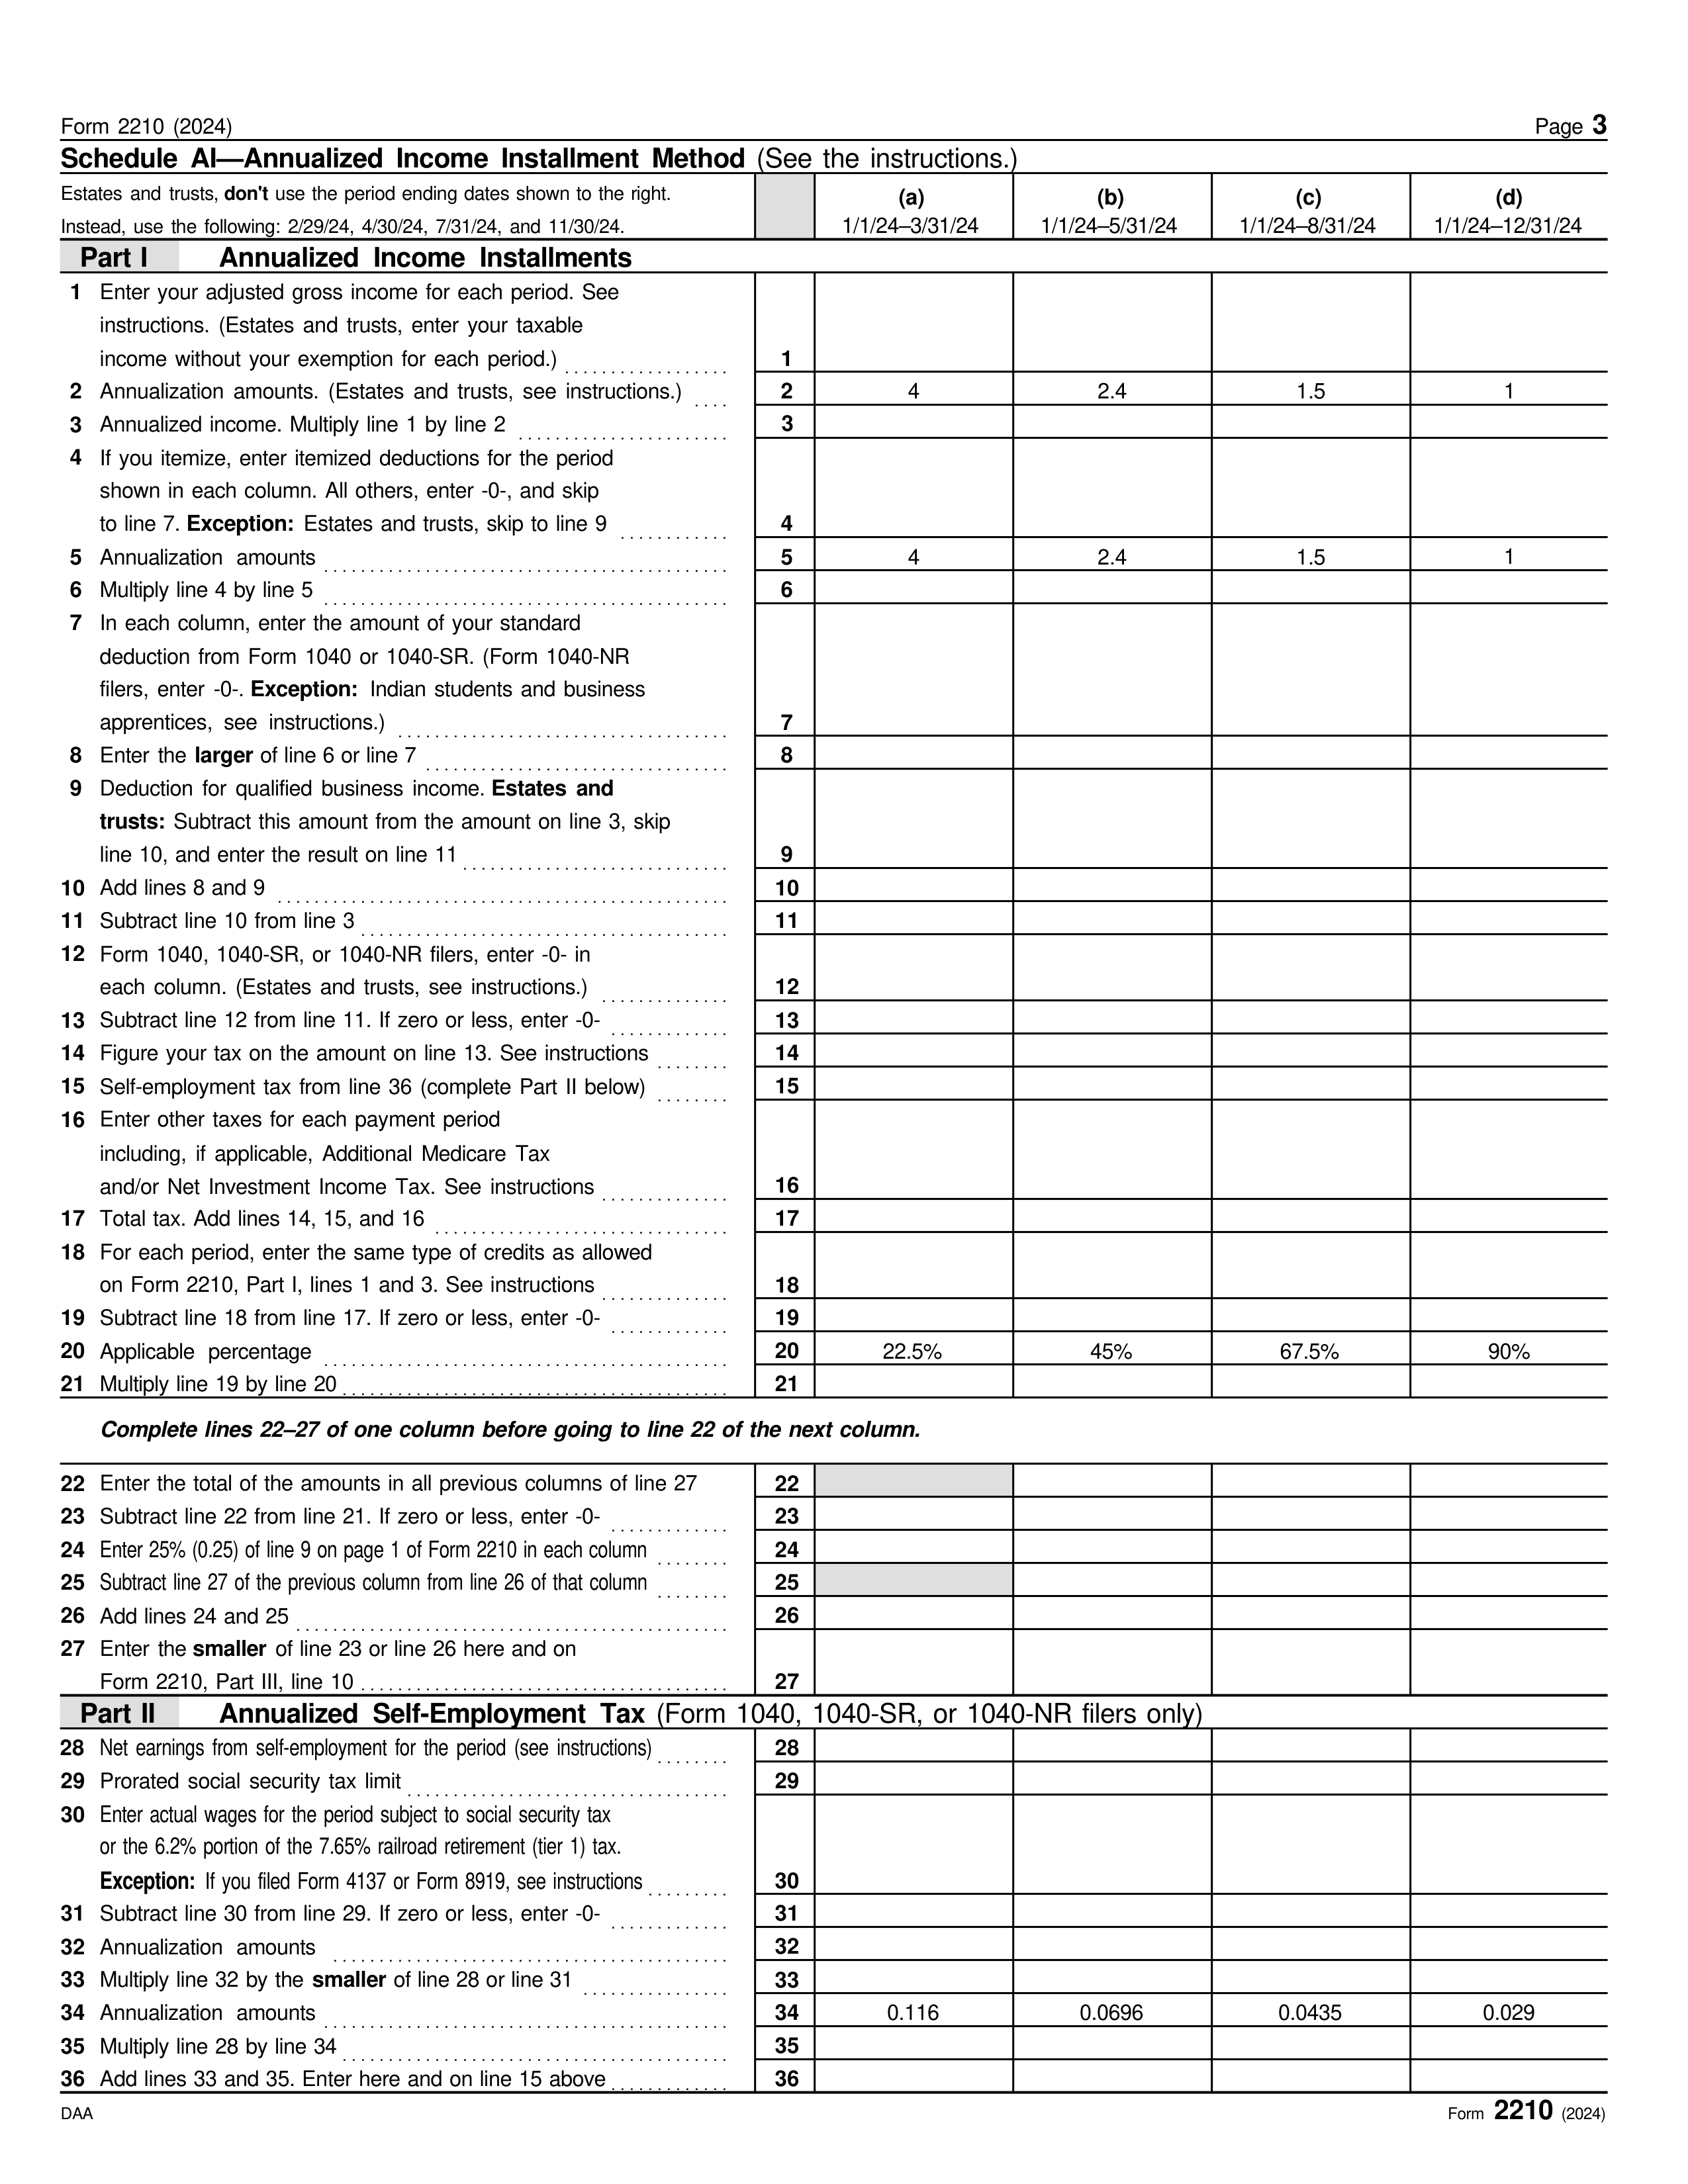 Form 2210 (2024) Page 3
Schedule AI—Annualized Income Installment Method (See the instructions.)
Estates and trusts, don't use the period ending dates shown to the right.
Instead, use the following: 2/29/24, 4/30/24, 7/31/24, and 11/30/24.
(a) (b) (c) (d)
1/1/24–3/31/24 1/1/24–5/31/24 1/1/24–8/31/24 1/1/24–12/31/24
Part I Annualized Income Installments
1 Enter your adjusted gross income for each period. See
instructions. (Estates and trusts, enter your taxable
income without your exemption for each period.) 1
2 Annualization amounts. (Estates and trusts, see instructions.) 2 4 2.4 1.5 1
3 Annualized income. Multiply line 1 by line 2 3
4 If you itemize, enter itemized deductions for the period
shown in each column. All others, enter -0-, and skip
to line 7. Exception: Estates and trusts, skip to line 9 4
5 Annualization amounts 5 4 2.4 1.5 1
6 Multiply line 4 by line 5 6
7 In each column, enter the amount of your standard
deduction from Form 1040 or 1040-SR. (Form 1040-NR
filers, enter -0-. Exception: Indian students and business
apprentices, see instructions.) 7
8 Enter the larger of line 6 or line 7 8
9 Deduction for qualified business income. Estates and
trusts: Subtract this amount from the amount on line 3, skip
line 10, and enter the result on line 11 9
10 Add lines 8 and 9 10
11 Subtract line 10 from line 3 11
12 Form 1040, 1040-SR, or 1040-NR filers, enter -0- in
each column. (Estates and trusts, see instructions.) 12
13 Subtract line 12 from line 11. If zero or less, enter -0- 13
14 Figure your tax on the amount on line 13. See instructions 14
15 Self-employment tax from line 36 (complete Part II below) 15
16 Enter other taxes for each payment period
including, if applicable, Additional Medicare Tax
and/or Net Investment Income Tax. See instructions 16
17 Total tax. Add lines 14, 15, and 16 17
18 For each period, enter the same type of credits as allowed
on Form 2210, Part I, lines 1 and 3. See instructions 18
19 Subtract line 18 from line 17. If zero or less, enter -0- 19
20 Applicable percentage 20 22.5% 45% 67.5% 90%
21 Multiply line 19 by line 20 21
Complete lines 22–27 of one column before going to line 22 of the next column.
22 Enter the total of the amounts in all previous columns of line 27 22
23 Subtract line 22 from line 21. If zero or less, enter -0- 23
24 Enter 25% (0.25) of line 9 on page 1 of Form 2210 in each column 24
25 Subtract line 27 of the previous column from line 26 of that column 25
26 Add lines 24 and 25 26
27 Enter the smaller of line 23 or line 26 here and on
Form 2210, Part III, line 10 27
Part II Annualized Self-Employment Tax (Form 1040, 1040-SR, or 1040-NR filers only)
28 Net earnings from self-employment for the period (see instructions) 28
29 Prorated social security tax limit 29
30 Enter actual wages for the period subject to social security tax
or the 6.2% portion of the 7.65% railroad retirement (tier 1) tax.
Exception: If you filed Form 4137 or Form 8919, see instructions 30
31 Subtract line 30 from line 29. If zero or less, enter -0- 31
32 Annualization amounts 32
33 Multiply line 32 by the smaller of line 28 or line 31 33
34 Annualization amounts 34 0.116 0.0696 0.0435 0.029
35 Multiply line 28 by line 34 35
36 Add lines 33 and 35. Enter here and on line 15 above 36
DAA Form 2210 (2024)